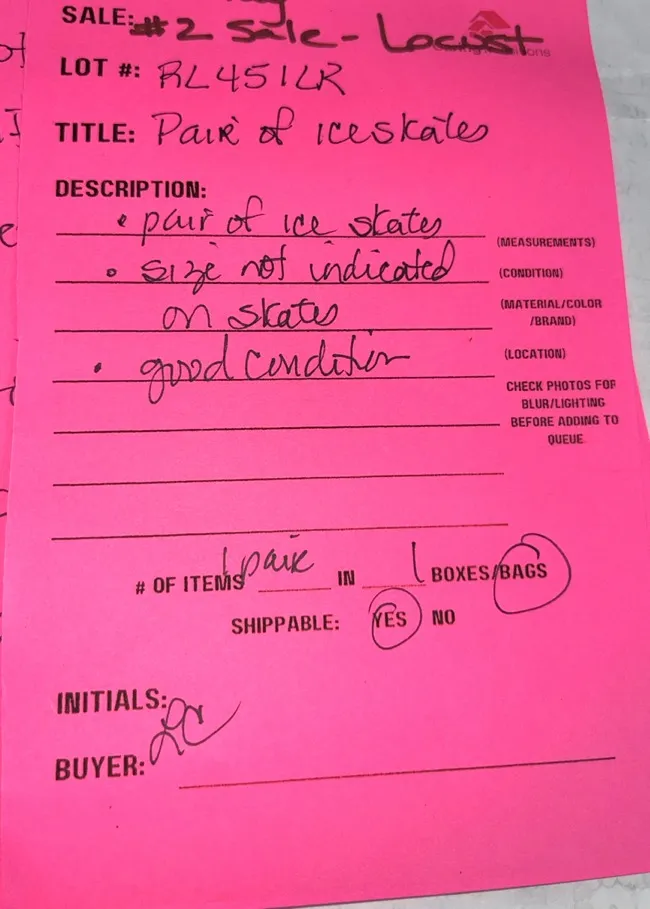 SALE: #2 Sale - Locust
LOT #: RL451LR
TITLE: Pair of ice skates
DESCRIPTION:
• pair of ice skates
(MEASUREMENTS)
• size not indicated
(CONDITION)
on skates
(MATERIAL/COLOR
/BRAND)
• good condition
(LOCATION)
CHECK PHOTOS FOR
BLUR/LIGHTING
BEFORE ADDING TO
QUEUE
# OF ITEMS 1 pair IN 1 BOXES/BAGS
SHIPPABLE: YES NO
INITIALS: LC
BUYER: